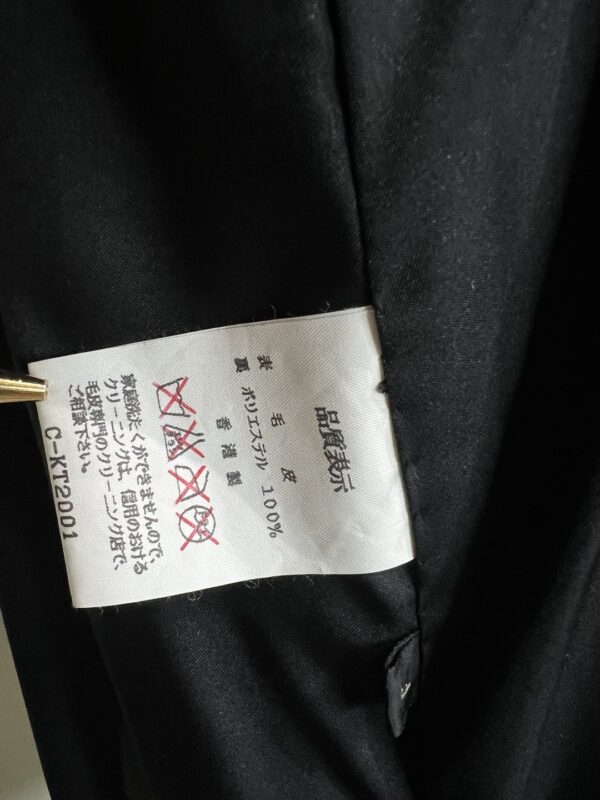 品質表示
表 毛皮
裏 ポリエステル 100%
香港製
家庭洗たくができませんので、
クリーニングは、信用のおける
毛皮専門のクリーニング店で、
ご相談下さい。
C-KT2001